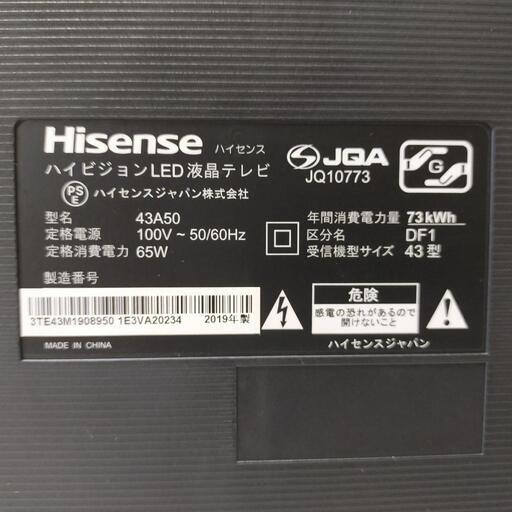 Hisense ハイセンス
ハイビジョンLED液晶テレビ
PS
E
ハイセンスジャパン株式会社
JQA
JQ10773
型名 43A50
定格電源 100V ~ 50/60Hz
定格消費電力 65W
年間消費電力量 73kWh
区分名 DF1
受信機型サイズ 43型
製造番号
3TE43M1908950 1E3VA20234 2019年製
MADE IN CHINA
危険
感電の恐れがあるので
開けないこと
ハイセンスジャパン